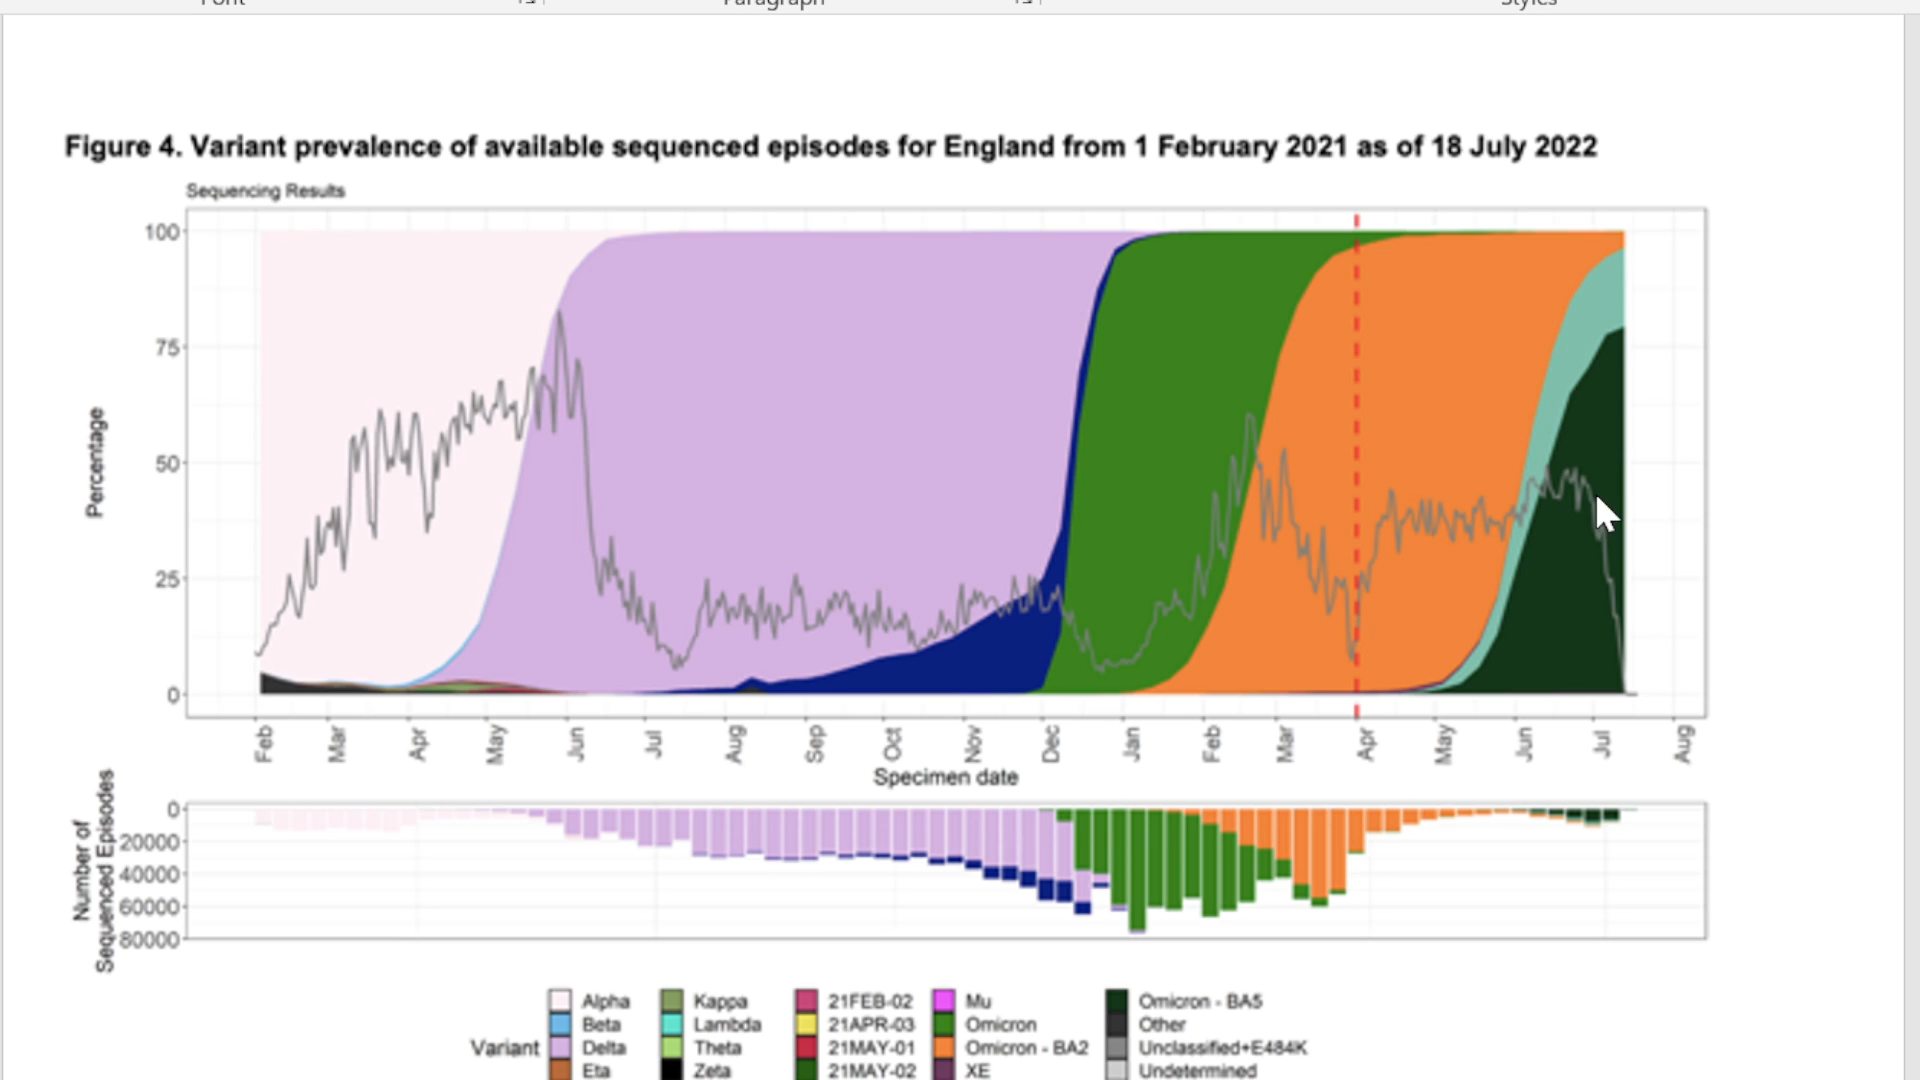 Font Paragraph Styles
Figure 4. Variant prevalence of available sequenced episodes for England from 1 February 2021 as of 18 July 2022
Sequencing Results
100
75
50
25
0
Percentage
Feb Mar Apr May Jun Jul Aug Sep Oct Nov Dec Jan Feb Mar Apr May Jun Jul Aug
Specimen date
0
20000
40000
60000
80000
Number of
Sequenced Episodes
Variant
Alpha Kappa 21FEB-02 Mu Omicron - BA5
Beta Lambda 21APR-03 Omicron Other
Delta Theta 21MAY-01 Omicron - BA2 Unclassified+E484K
Eta Zeta 21MAY-02 XE Undetermined